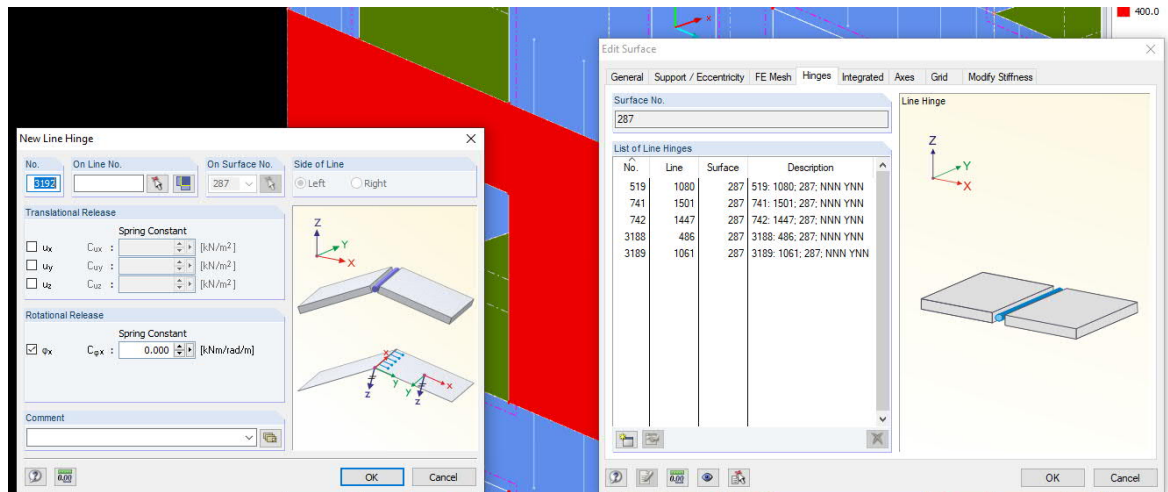 400.0
Edit Surface
General Support / Eccentricity FE Mesh Hinges Integrated Axes Grid Modify Stiffness
Surface No.
287
Line Hinge
List of Line Hinges
No. Line Surface Description
519 1080 287 519: 1080; 287; NNN YNN
741 1501 287 741: 1501; 287; NNN YNN
742 1447 287 742: 1447; 287; NNN YNN
3188 486 287 3188: 486; 287; NNN YNN
3189 1061 287 3189: 1061; 287; NNN YNN
Z
Y
X
0.00
OK Cancel
New Line Hinge
No. On Line No. On Surface No. Side of Line
3192 287 Left Right
Translational Release
Spring Constant
ux Cux : [kN/m2]
uy Cuy : [kN/m2]
uz Cuz : [kN/m2]
Rotational Release
Spring Constant
φx Cφx : 0.000 [kNm/rad/m]
Comment
Z
Y
X
x
y
z
y
x
z
0.00
OK Cancel
x